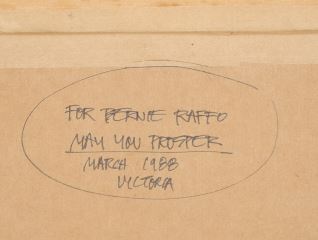 FOR BERNIE RAFFO
MAY YOU PROSPER
MARCH 1988
VICTORIA